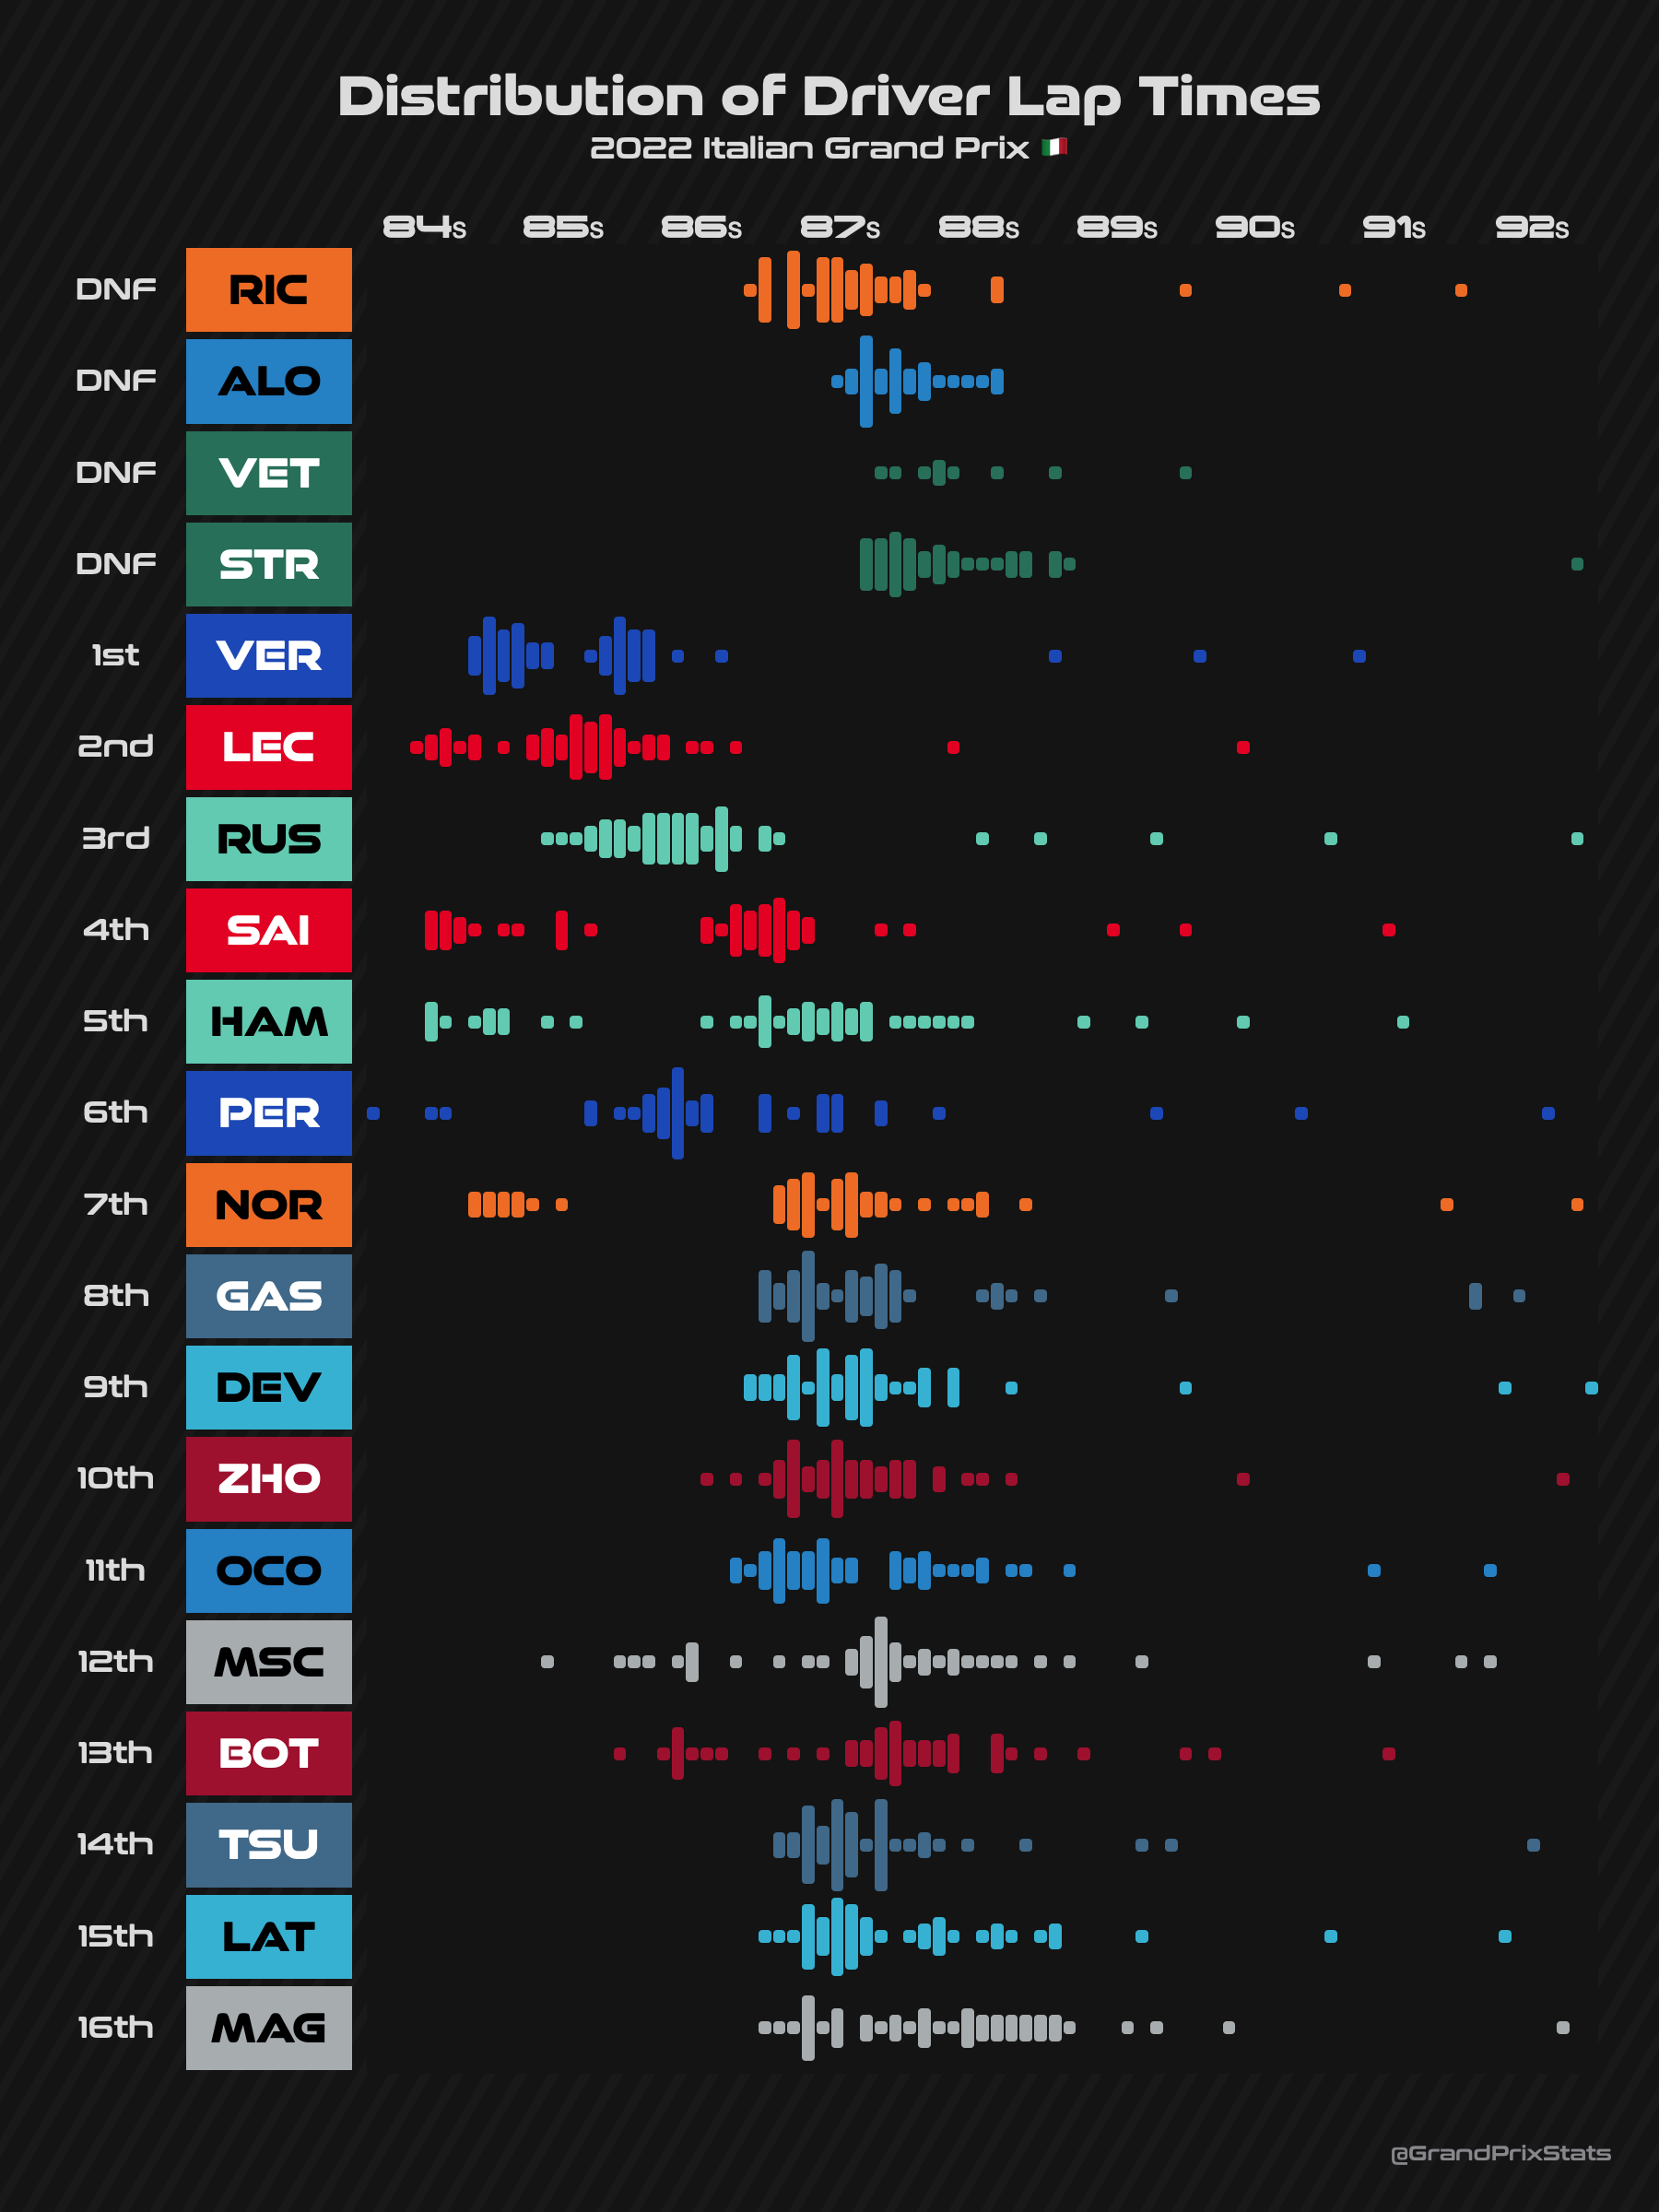 Distribution of Driver Lap Times
2022 Italian Grand Prix 🇮🇹
84s 85s 86s 87s 88s 89s 90s 91s 92s
DNF RIC
DNF ALO
DNF VET
DNF STR
1st VER
2nd LEC
3rd RUS
4th SAI
5th HAM
6th PER
7th NOR
8th GAS
9th DEV
10th ZHO
11th OCO
12th MSC
13th BOT
14th TSU
15th LAT
16th MAG
@GrandPrixStats